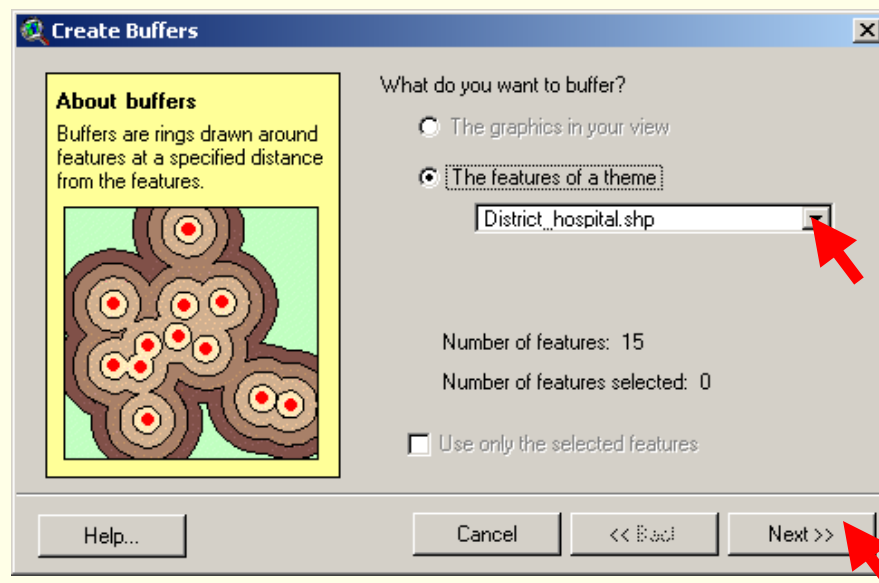 Create Buffers
About buffers
Buffers are rings drawn around
features at a specified distance
from the features.
What do you want to buffer?
The graphics in your view
The features of a theme
District_hospital.shp
Number of features: 15
Number of features selected: 0
Use only the selected features
Help...
Cancel
<< Back
Next >>